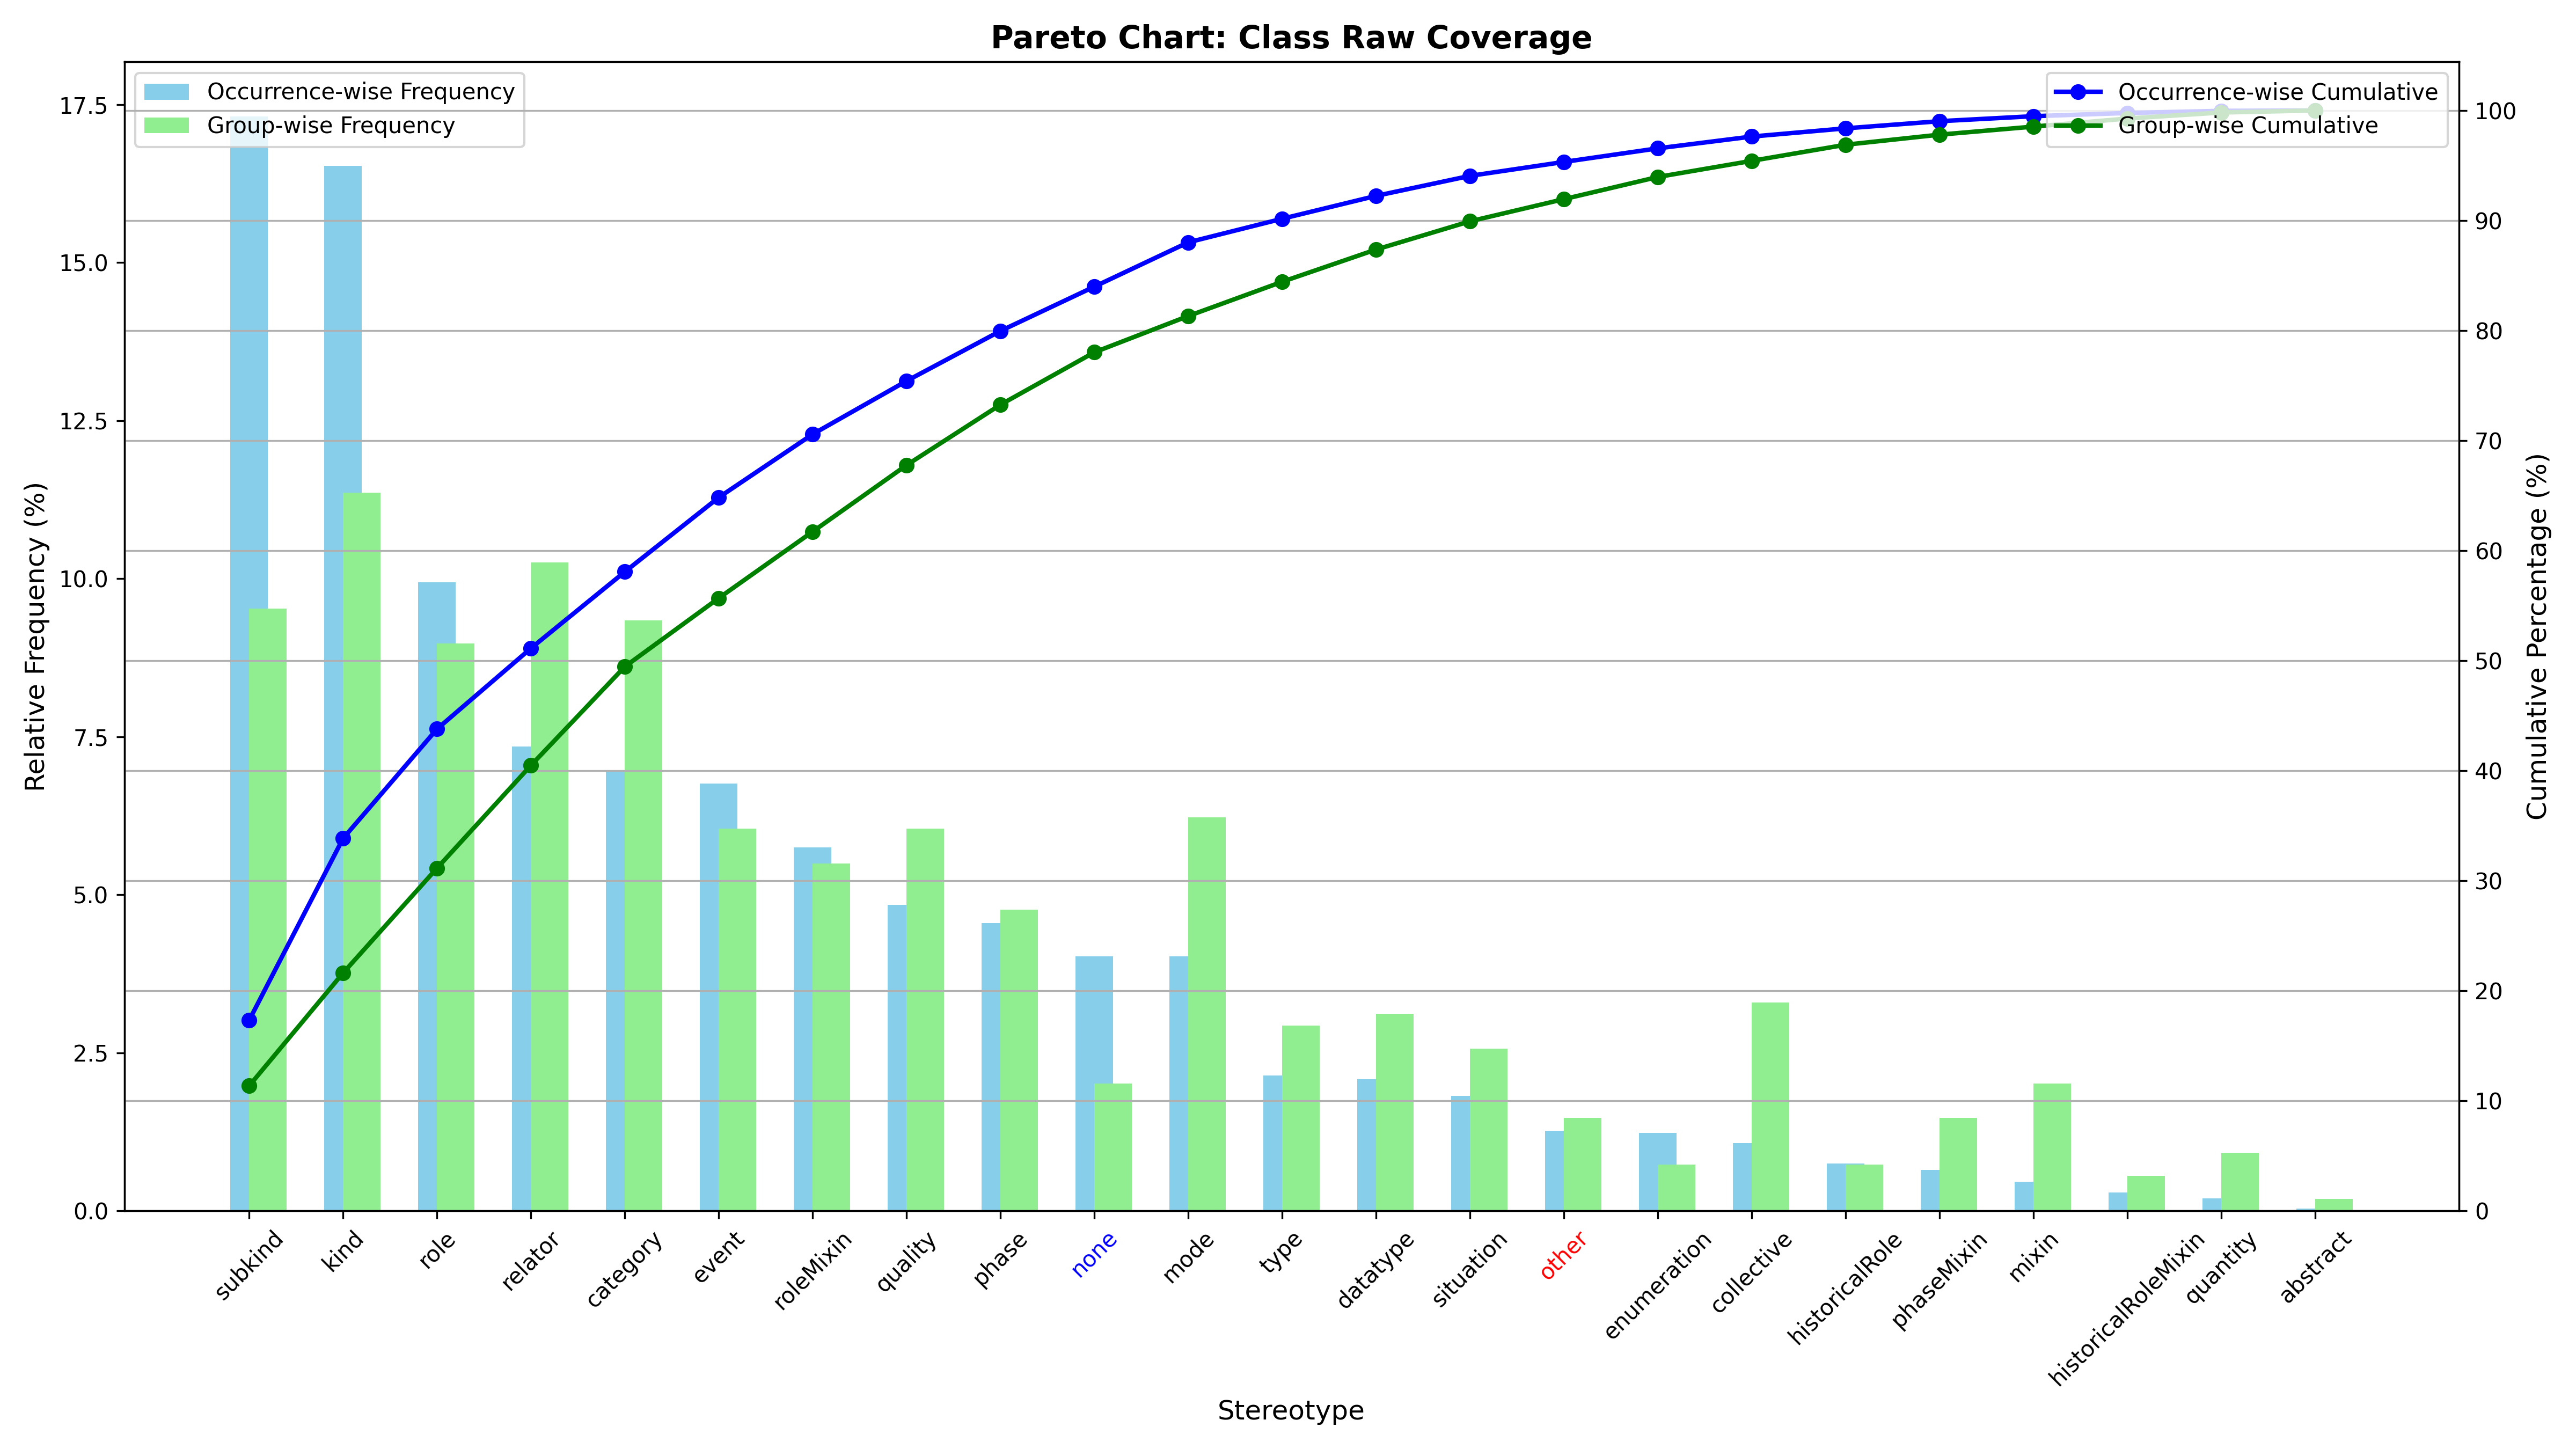 Pareto Chart: Class Raw Coverage
Occurrence-wise Frequency
Group-wise Frequency
Occurrence-wise Cumulative
Group-wise Cumulative
Relative Frequency (%)
17.5
15.0
12.5
10.0
7.5
5.0
2.5
0.0
100
90
80
70
60
50
40
30
20
10
0
Cumulative Percentage (%)
subkind
kind
role
relator
category
event
roleMixin
quality
phase
none
mode
type
datatype
situation
other
enumeration
collective
historicalRole
phaseMixin
mixin
historicalRoleMixin
quantity
abstract
Stereotype